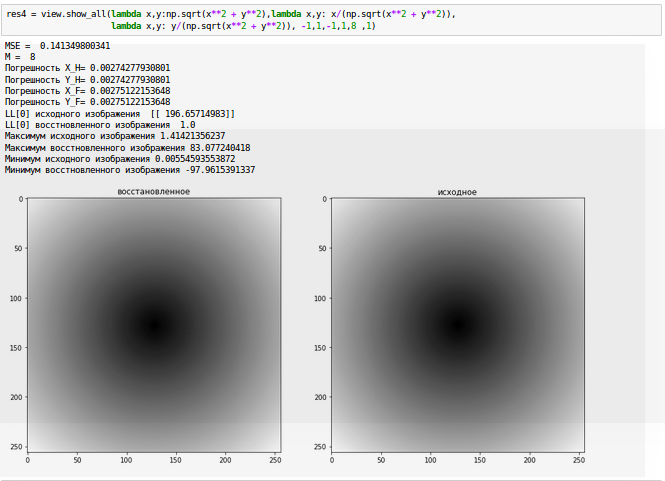 res4 = view.show_all(lambda x,y:np.sqrt(x**2 + y**2),lambda x,y: x/(np.sqrt(x**2 + y**2)),
lambda x,y: y/(np.sqrt(x**2 + y**2)), -1,1,-1,1,8 ,1)
MSE =  0.141349800341
M =  8
Погрешность X_H= 0.00274277930801
Погрешность Y_H= 0.00274277930801
Погрешность X_F= 0.00275122153648
Погрешность Y_F= 0.00275122153648
LL[0] исходного изображения  [[ 196.65714983]]
LL[0] восстновленного изображения  1.0
Максимум исходного изображения 1.41421356237
Максимум восстновленного изображения 83.077240418
Минимум исходного изображения 0.00554593553872
Минимум восстновленного изображения -97.9615391337
восстановленное
0
50
100
150
200
250
0 50 100 150 200 250
исходное
0
50
100
150
200
250
0 50 100 150 200 250